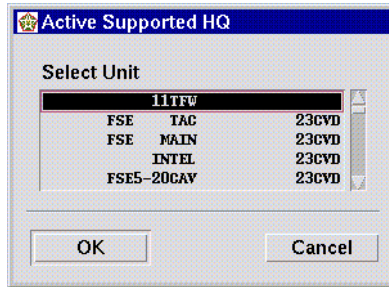 Active Supported HQ
Select Unit
11TFW
FSE TAC 23CVD
FSE MAIN 23CVD
INTEL 23CVD
FSE5-20CAV 23CVD
OK Cancel